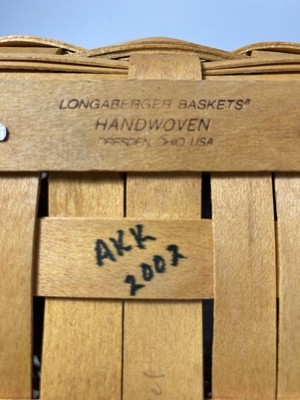 LONGABERGER BASKETS®
HANDWOVEN
DRESDEN, OHIO USA
AKK
2002